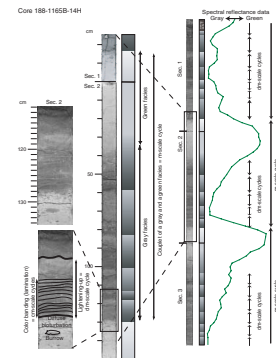 Core 188-1165B-14H
Spectral reflectance data
Gray
Green
cm
cm
Sec. 2
120
130
Sec. 1
Sec. 2
50
Green facies
Gray facies
Couplet of a gray and a green facies = m-scale cycle
Sec. 1
Sec. 2
Sec. 3
dm-scale cycles
dm-scale cycles
dm-scale cycles
Color banding (lamination)
= cm-scale cycles
Lightening-up =
dm-scale cycle
Diffuse
bioturbation
Burrow